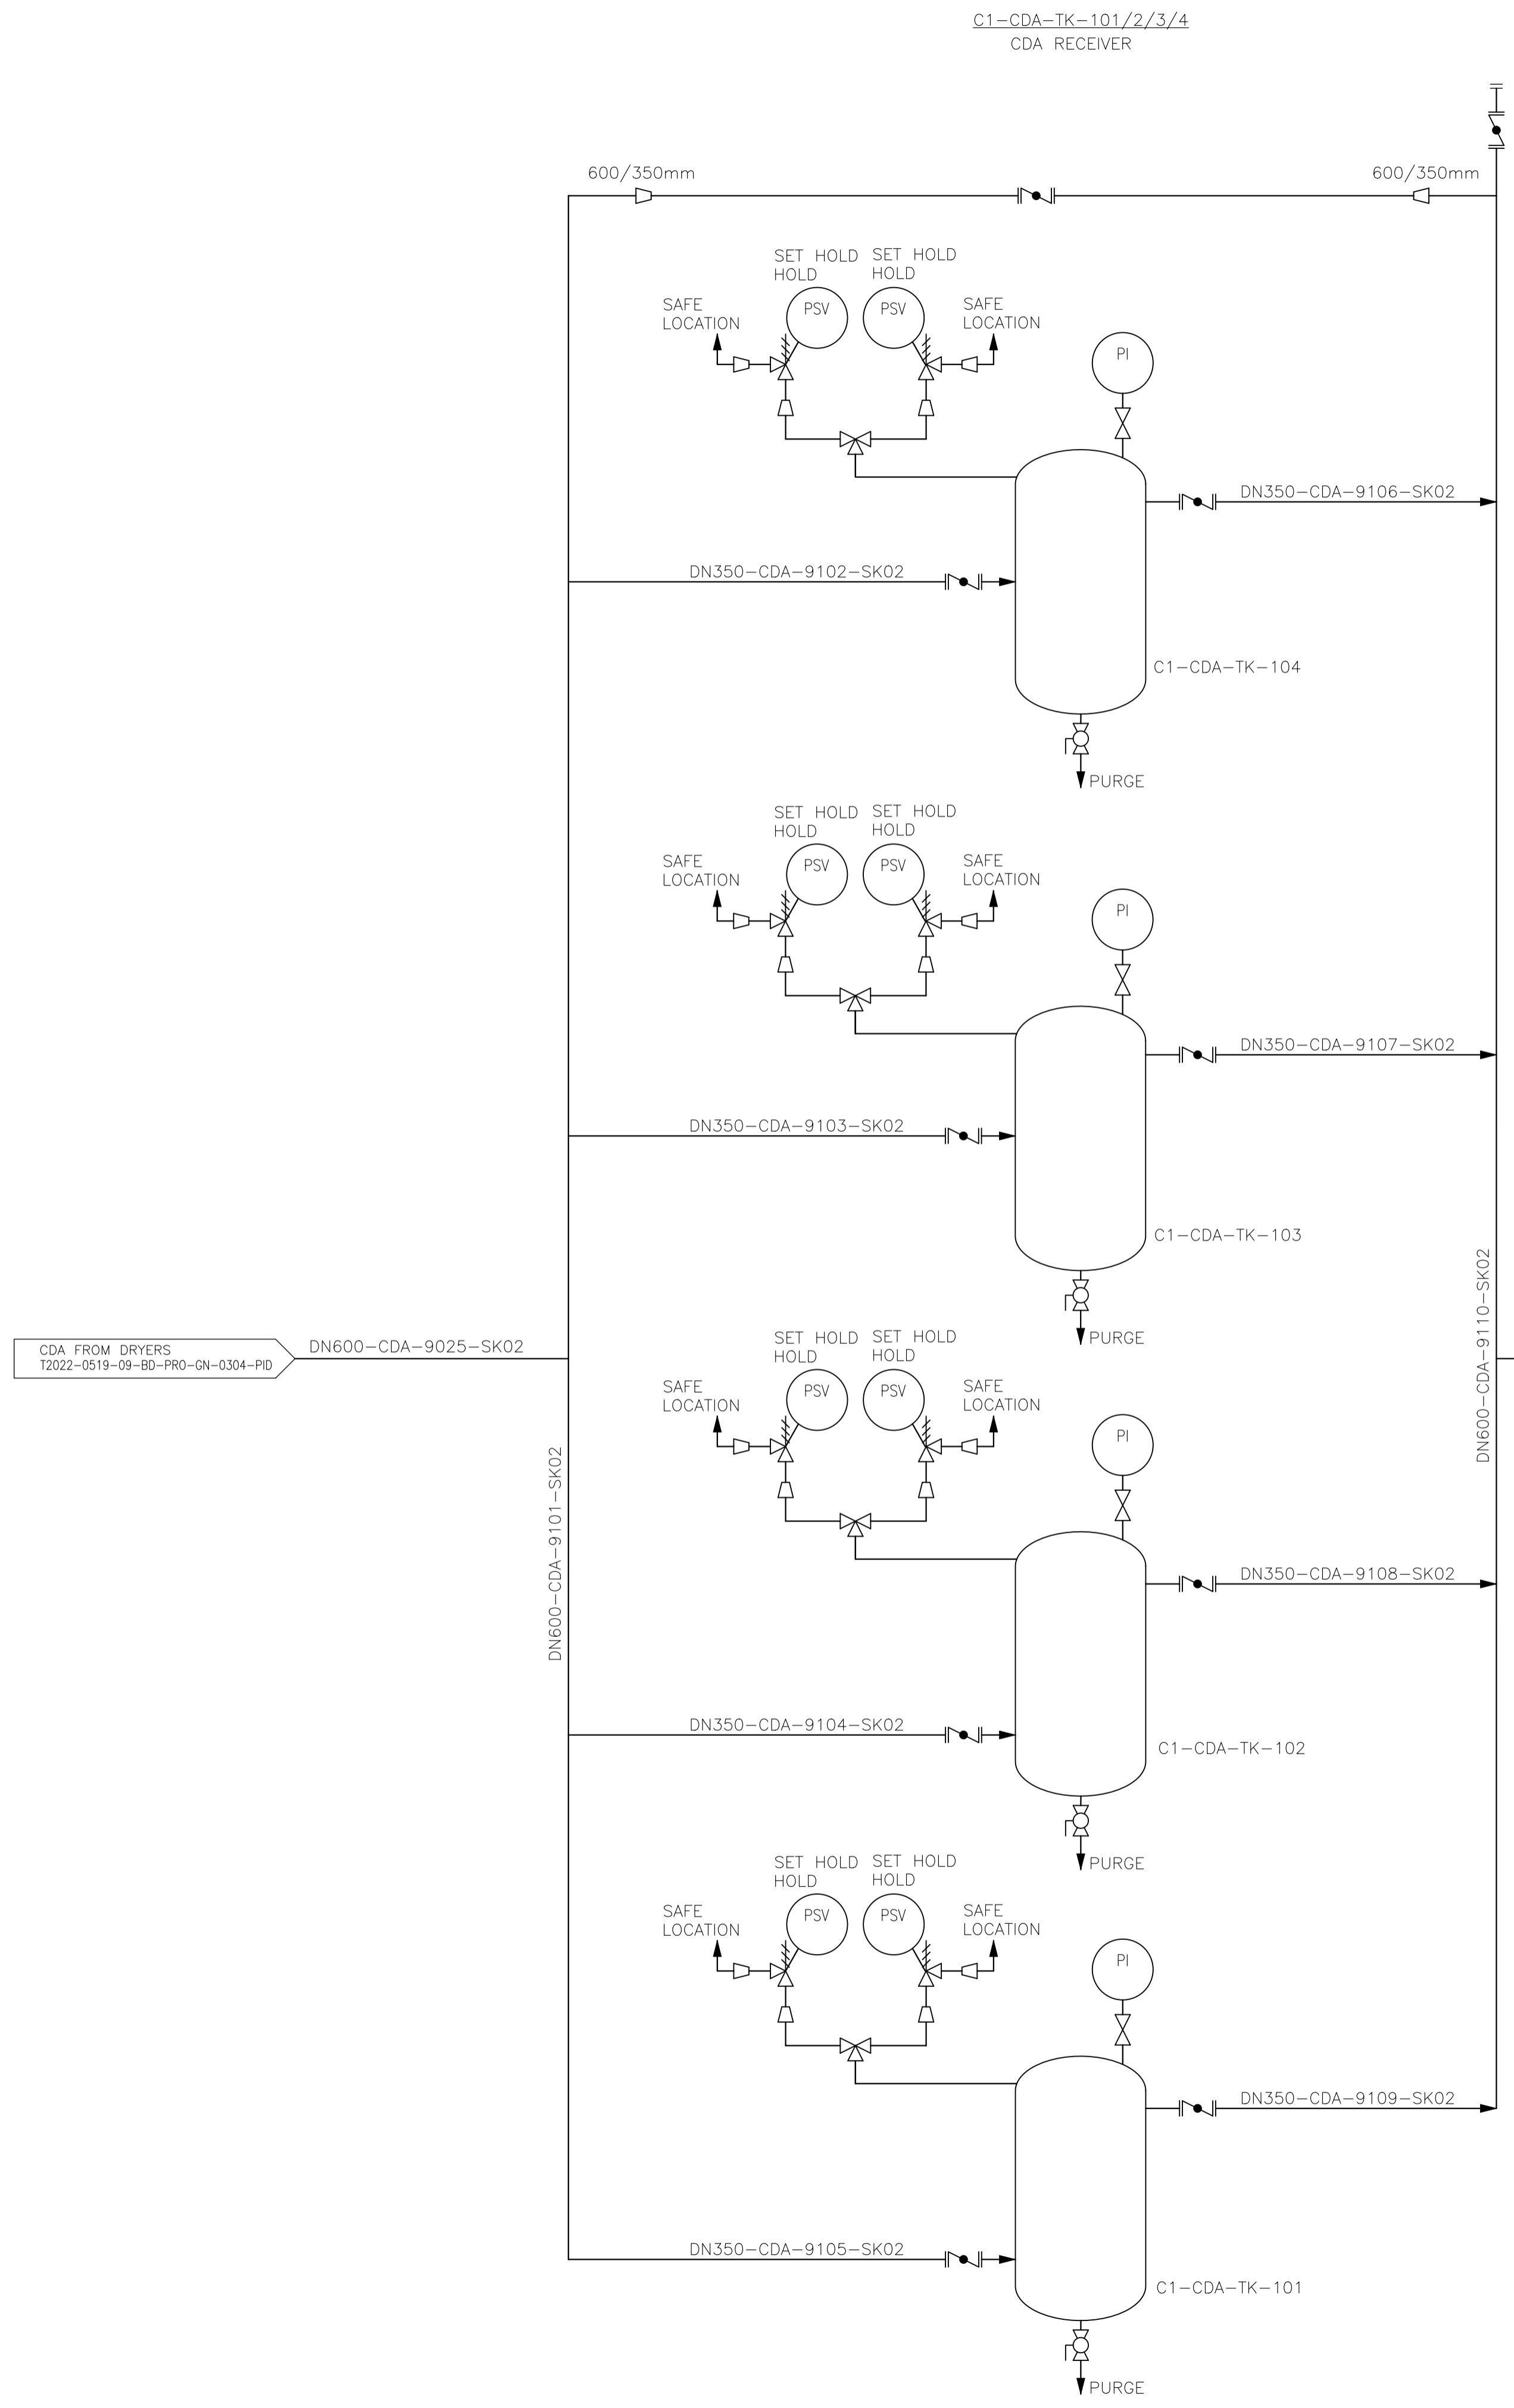 C1-CDA-TK-101/2/3/4
CDA RECEIVER
600/350mm
600/350mm
SET HOLD
HOLD
SET HOLD
HOLD
SAFE
LOCATION
PSV
PSV
SAFE
LOCATION
PI
DN350-CDA-9106-SK02
DN350-CDA-9102-SK02
C1-CDA-TK-104
PURGE
SET HOLD
HOLD
SET HOLD
HOLD
SAFE
LOCATION
PSV
PSV
SAFE
LOCATION
PI
DN350-CDA-9107-SK02
DN350-CDA-9103-SK02
C1-CDA-TK-103
PURGE
DN600-CDA-9110-SK02
CDA FROM DRYERS
T2022-0519-09-BD-PRO-GN-0304-PID
DN600-CDA-9025-SK02
DN600-CDA-9101-SK02
SET HOLD
HOLD
SET HOLD
HOLD
SAFE
LOCATION
PSV
PSV
SAFE
LOCATION
PI
DN350-CDA-9108-SK02
DN350-CDA-9104-SK02
C1-CDA-TK-102
PURGE
SET HOLD
HOLD
SET HOLD
HOLD
SAFE
LOCATION
PSV
PSV
SAFE
LOCATION
PI
DN350-CDA-9109-SK02
DN350-CDA-9105-SK02
C1-CDA-TK-101
PURGE